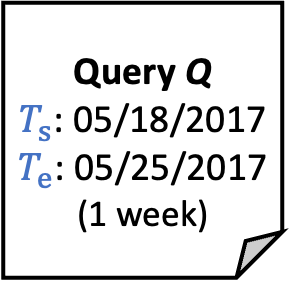 Query Q
Ts: 05/18/2017
Te: 05/25/2017
(1 week)